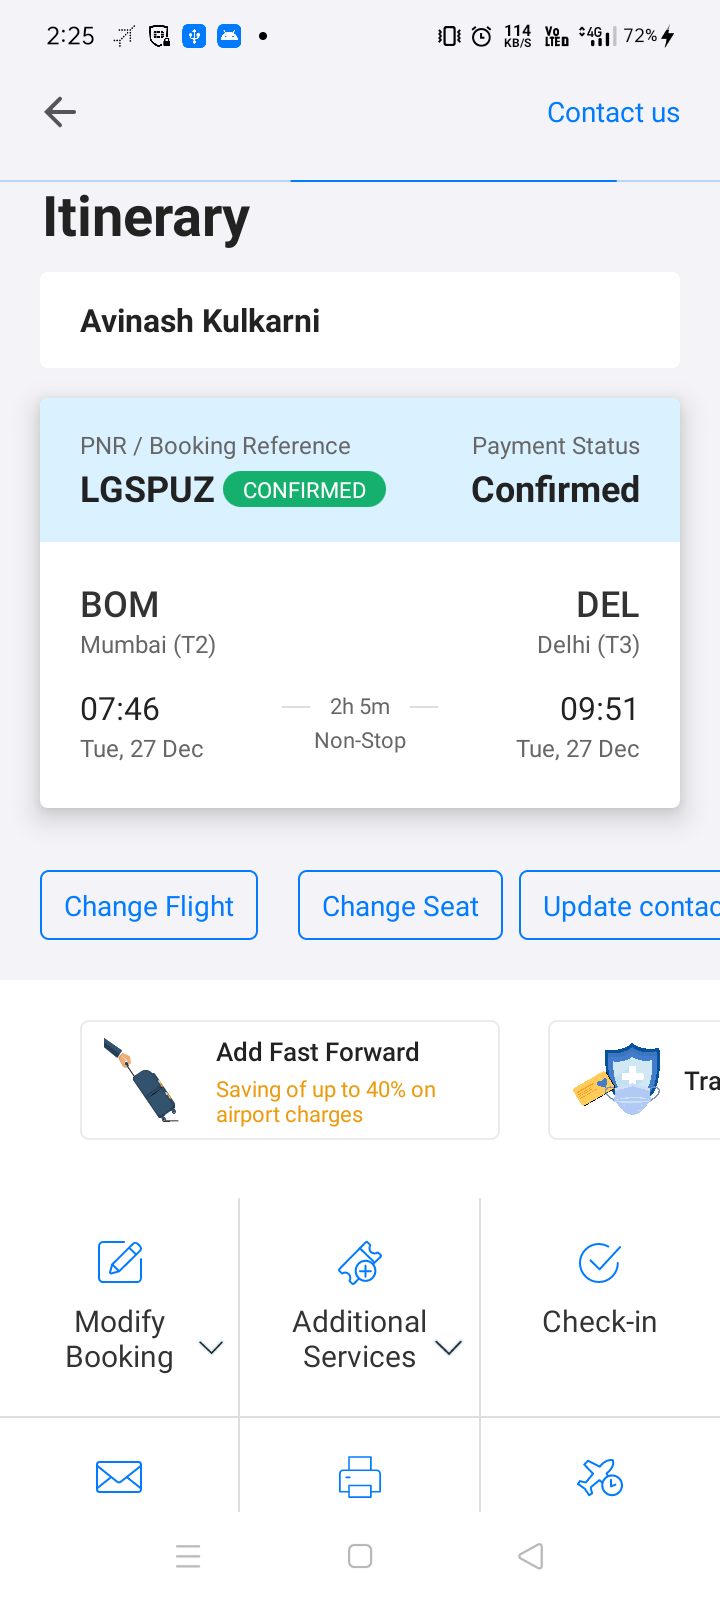 2:25
114 KB/S
Vo LTE D
4G
72%
Contact us
Itinerary
Avinash Kulkarni
PNR / Booking Reference
Payment Status
LGSPUZ CONFIRMED
Confirmed
BOM
DEL
Mumbai (T2)
Delhi (T3)
07:46
2h 5m
09:51
Tue, 27 Dec
Non-Stop
Tue, 27 Dec
Change Flight
Change Seat
Update contac
Add Fast Forward
Saving of up to 40% on
airport charges
Tra
Modify
Booking
Additional
Services
Check-in